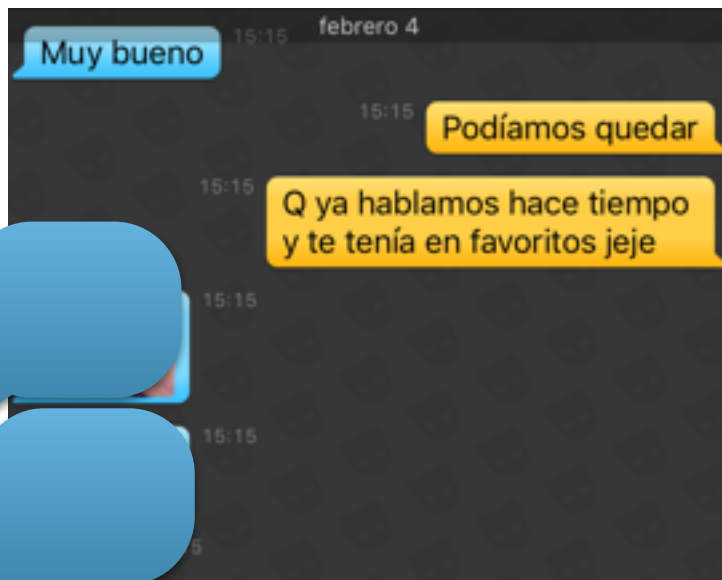 febrero 4
15:15
Muy bueno
15:15
Podíamos quedar
15:15
Q ya hablamos hace tiempo
y te tenía en favoritos jeje
15:15
15:15
5